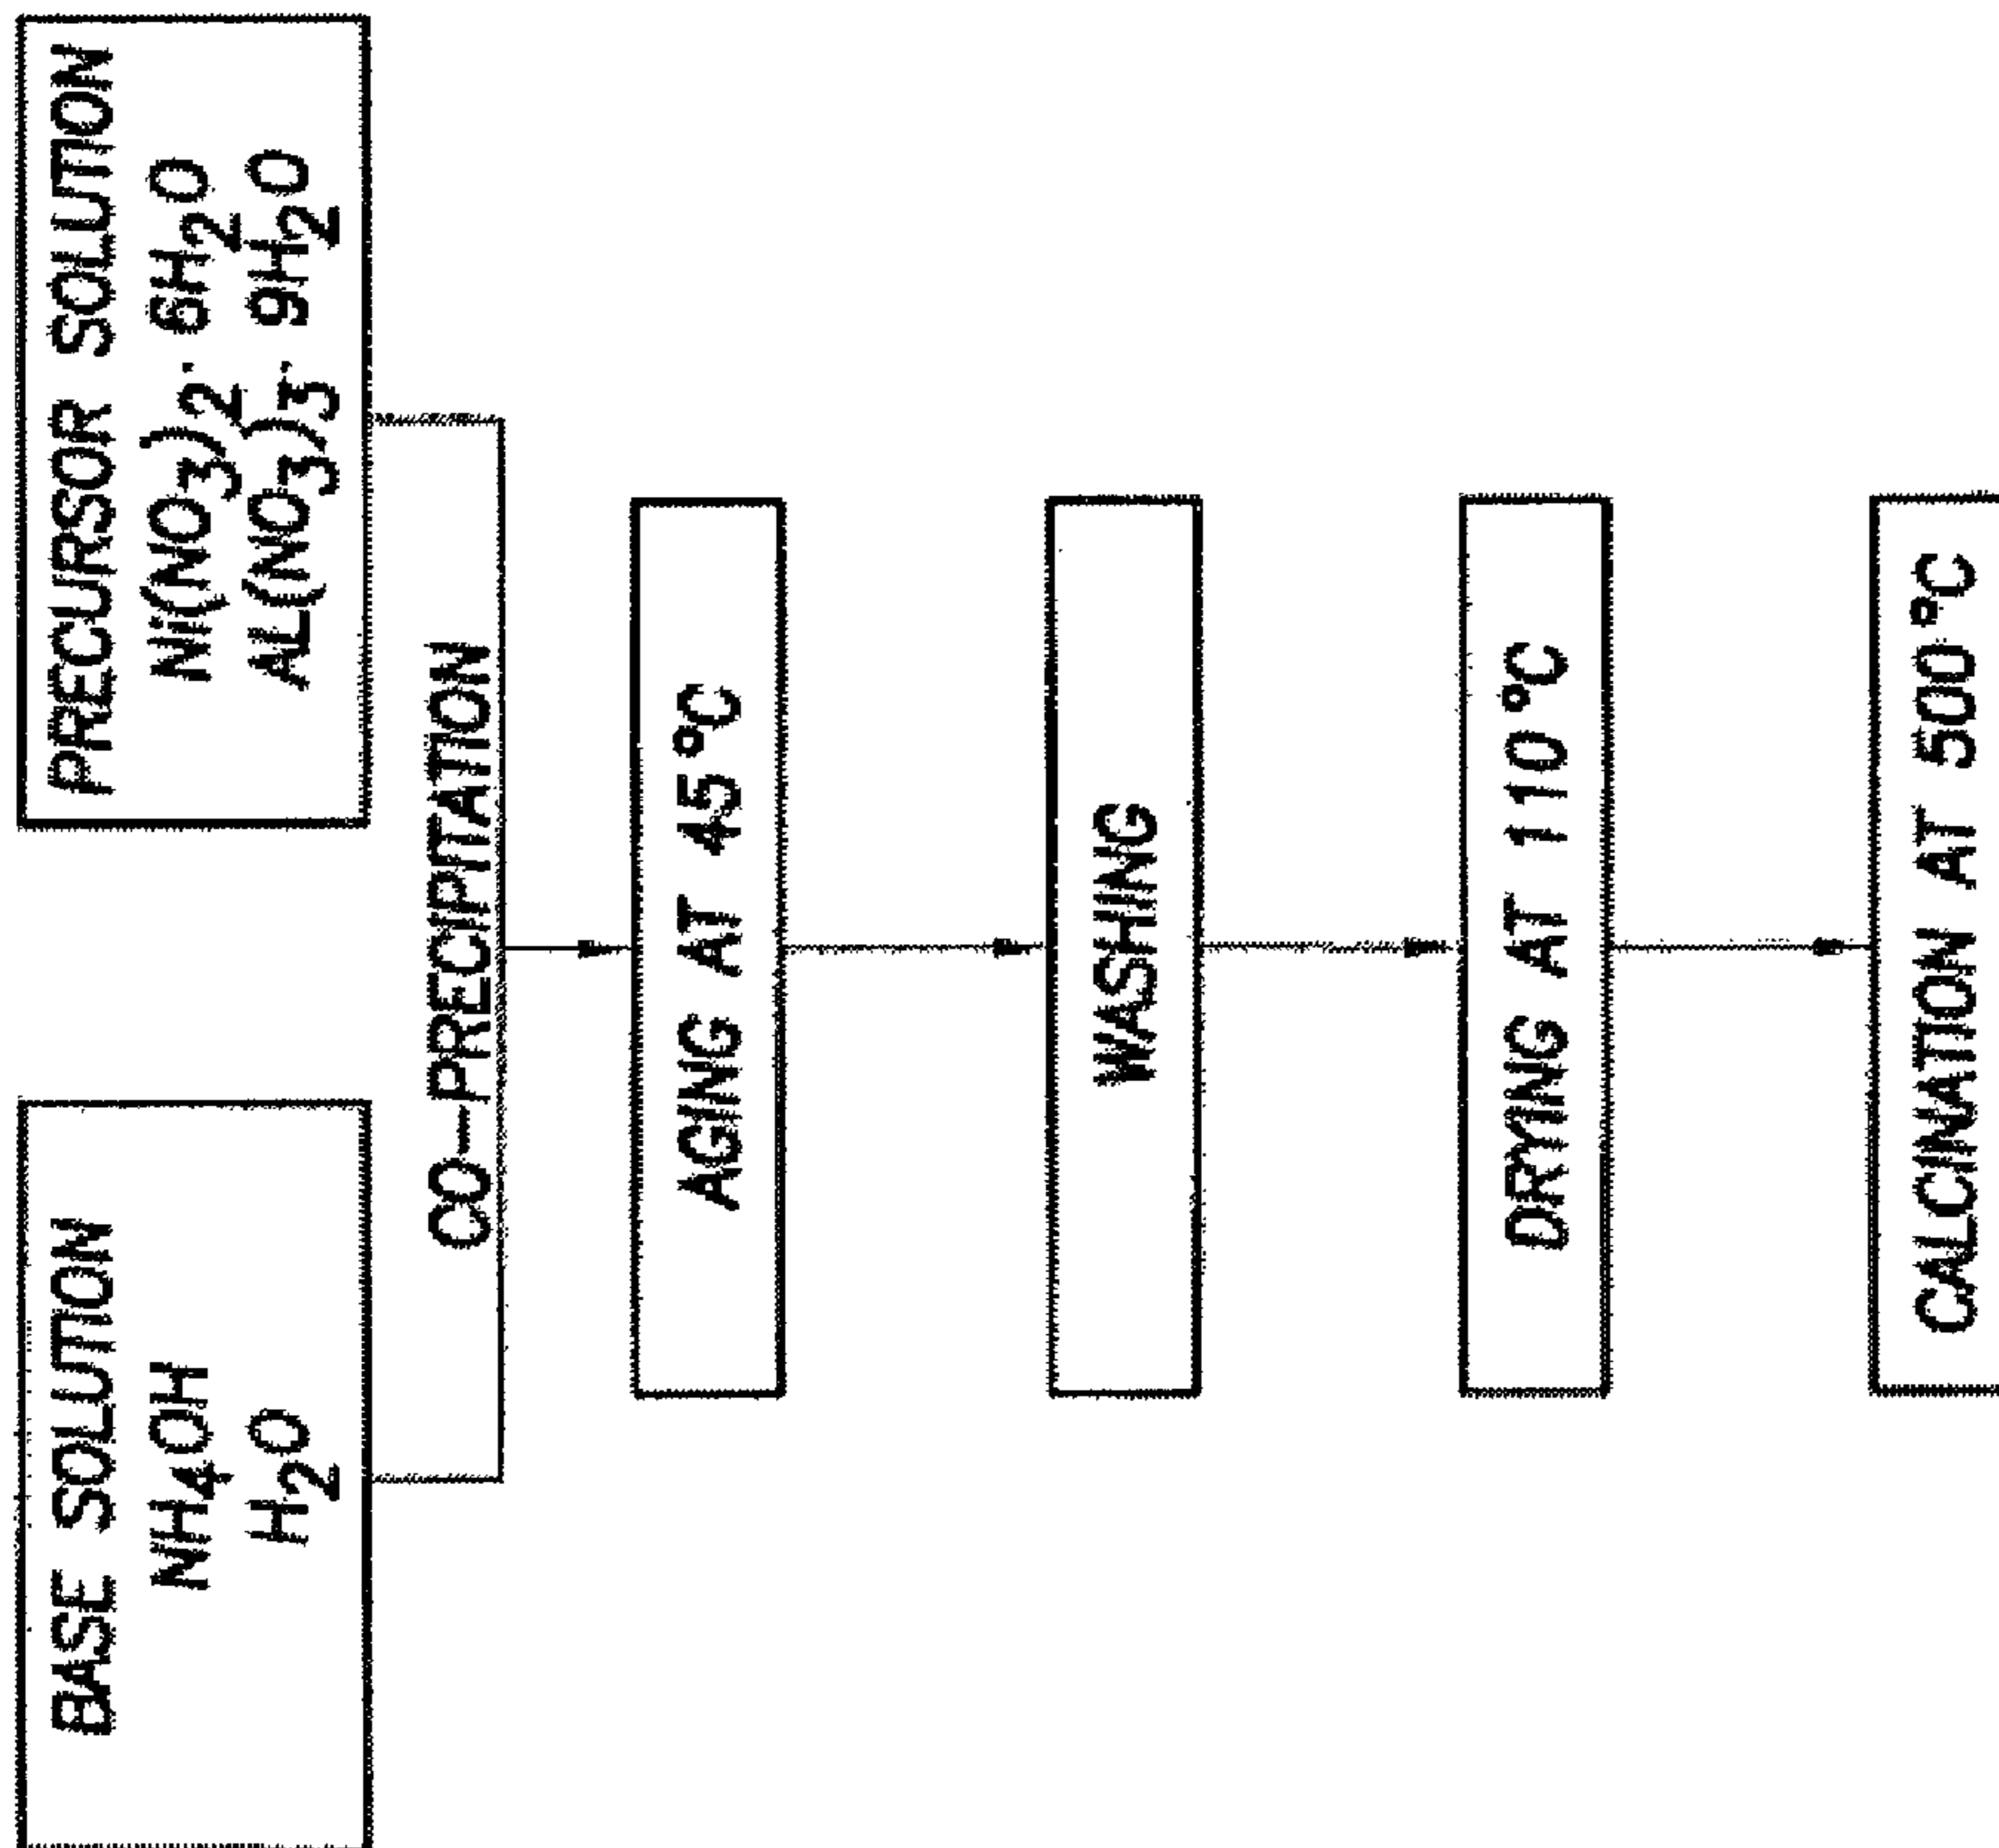 BASE SOLUTION
NH4OH
H2O
PRECURSOR SOLUTION
Ni(NO3)2· 6H2O
AL(NO3)3· 9H2O
CO-PRECIPITATION
AGING AT 45°C
WASHING
DRYING AT 110°C
CALCINATION AT 500°C